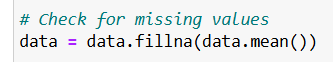 # Check for missing values
data = data.fillna(data.mean())